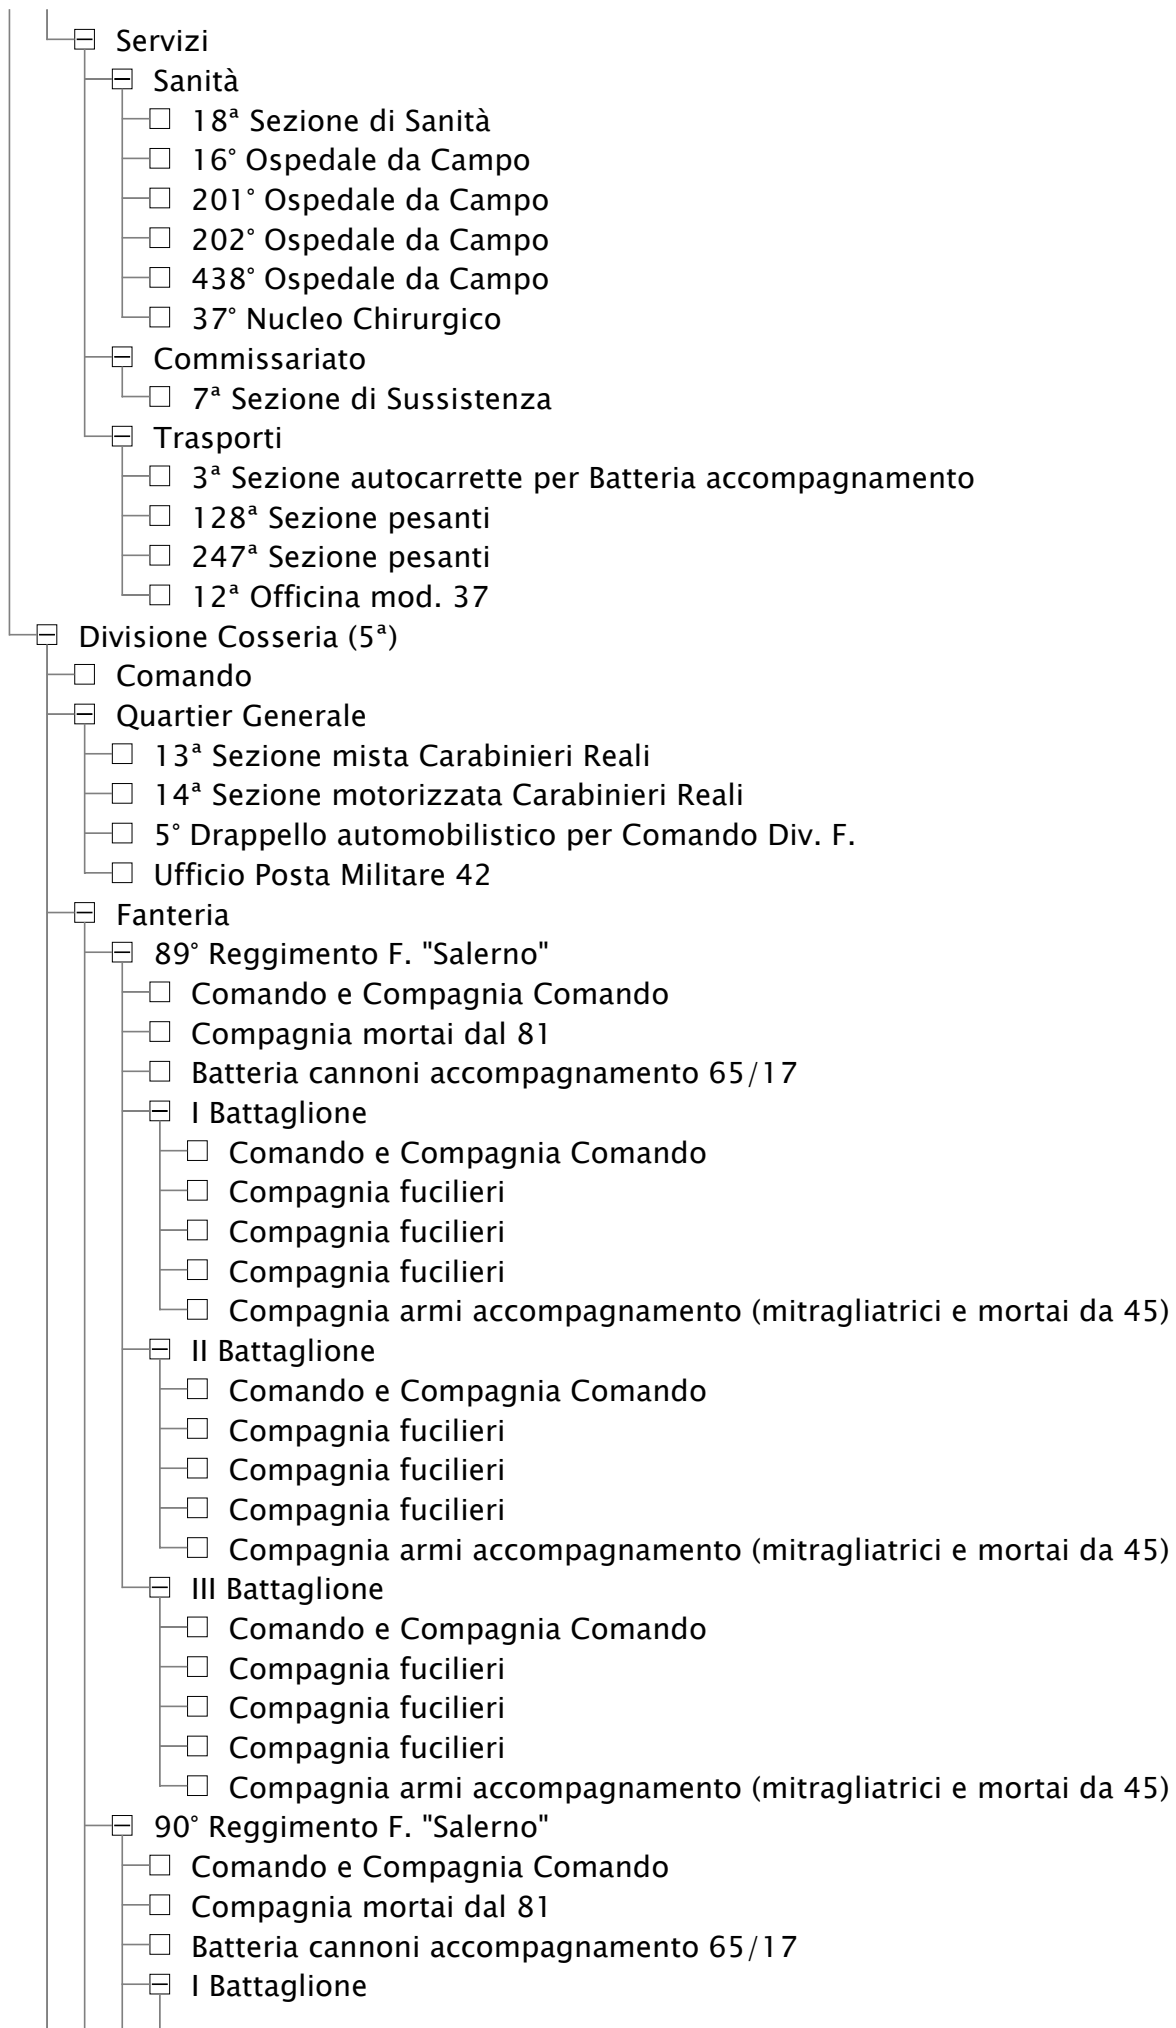 Servizi
Sanità
18ª Sezione di Sanità
16° Ospedale da Campo
201° Ospedale da Campo
202° Ospedale da Campo
438° Ospedale da Campo
37° Nucleo Chirurgico
Commissariato
7ª Sezione di Sussistenza
Trasporti
3ª Sezione autocarrette per Batteria accompagnamento
128ª Sezione pesanti
247ª Sezione pesanti
12ª Officina mod. 37
Divisione Cosseria (5ª)
Comando
Quartier Generale
13ª Sezione mista Carabinieri Reali
14ª Sezione motorizzata Carabinieri Reali
5° Drappello automobilistico per Comando Div. F.
Ufficio Posta Militare 42
Fanteria
89° Reggimento F. "Salerno"
Comando e Compagnia Comando
Compagnia mortai dal 81
Batteria cannoni accompagnamento 65/17
I Battaglione
Comando e Compagnia Comando
Compagnia fucilieri
Compagnia fucilieri
Compagnia fucilieri
Compagnia armi accompagnamento (mitragliatrici e mortai da 45)
II Battaglione
Comando e Compagnia Comando
Compagnia fucilieri
Compagnia fucilieri
Compagnia fucilieri
Compagnia armi accompagnamento (mitragliatrici e mortai da 45)
III Battaglione
Comando e Compagnia Comando
Compagnia fucilieri
Compagnia fucilieri
Compagnia fucilieri
Compagnia armi accompagnamento (mitragliatrici e mortai da 45)
90° Reggimento F. "Salerno"
Comando e Compagnia Comando
Compagnia mortai dal 81
Batteria cannoni accompagnamento 65/17
I Battaglione